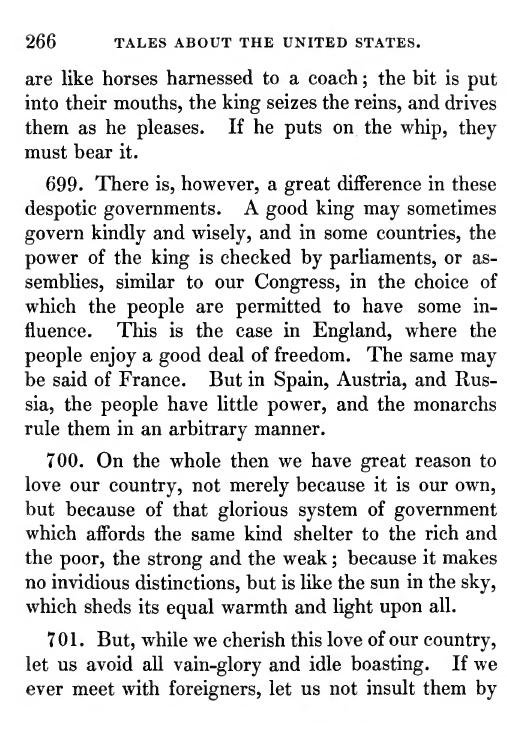 266 TALES ABOUT THE UNITED STATES.
are like horses harnessed to a coach; the bit is put
into their mouths, the king seizes the reins, and drives
them as he pleases. If he puts on the whip, they
must bear it.
699. There is, however, a great difference in these
despotic governments. A good king may sometimes
govern kindly and wisely, and in some countries, the
power of the king is checked by parliaments, or as-
semblies, similar to our Congress, in the choice of
which the people are permitted to have some in-
fluence. This is the case in England, where the
people enjoy a good deal of freedom. The same may
be said of France. But in Spain, Austria, and Rus-
sia, the people have little power, and the monarchs
rule them in an arbitrary manner.
700. On the whole then we have great reason to
love our country, not merely because it is our own,
but because of that glorious system of government
which affords the same kind shelter to the rich and
the poor, the strong and the weak; because it makes
no invidious distinctions, but is like the sun in the sky,
which sheds its equal warmth and light upon all.
701. But, while we cherish this love of our country,
let us avoid all vain-glory and idle boasting. If we
ever meet with foreigners, let us not insult them by